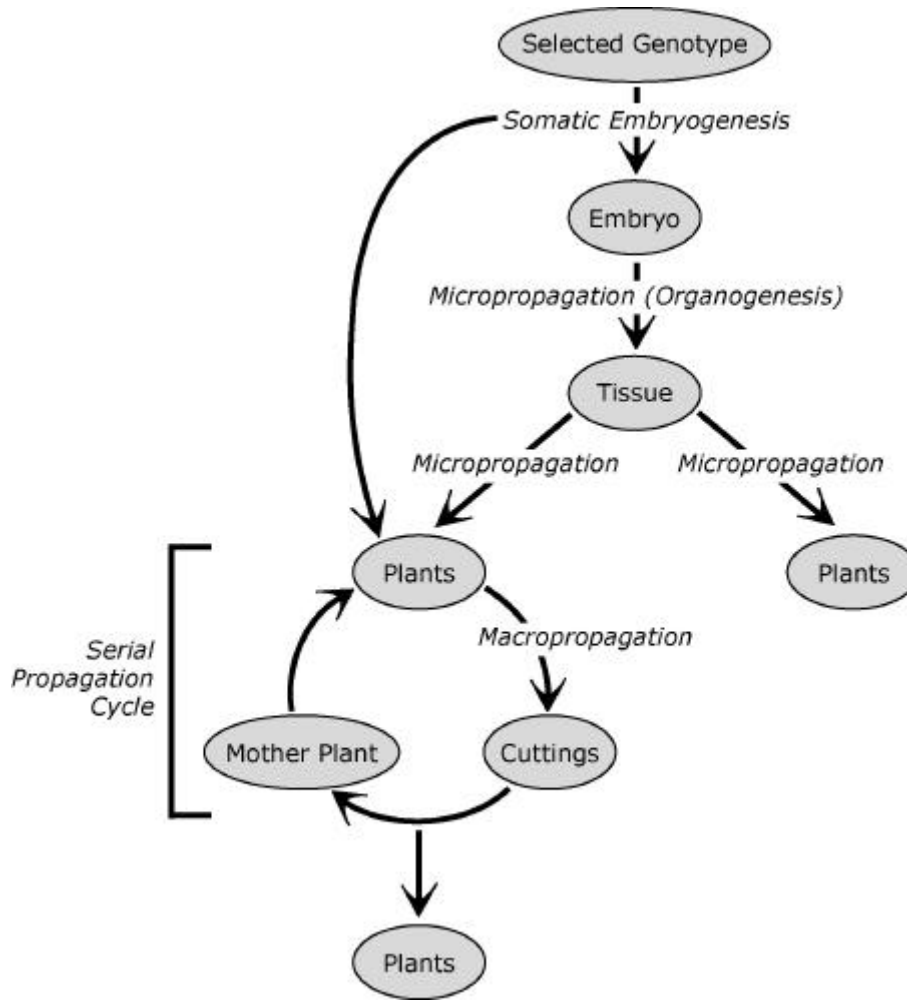 Selected Genotype
Somatic Embryogenesis
Embryo
Micropropagation (Organogenesis)
Tissue
Micropropagation
Micropropagation
Plants
Plants
Macropropagation
Serial
Propagation
Cycle
Mother Plant
Cuttings
Plants